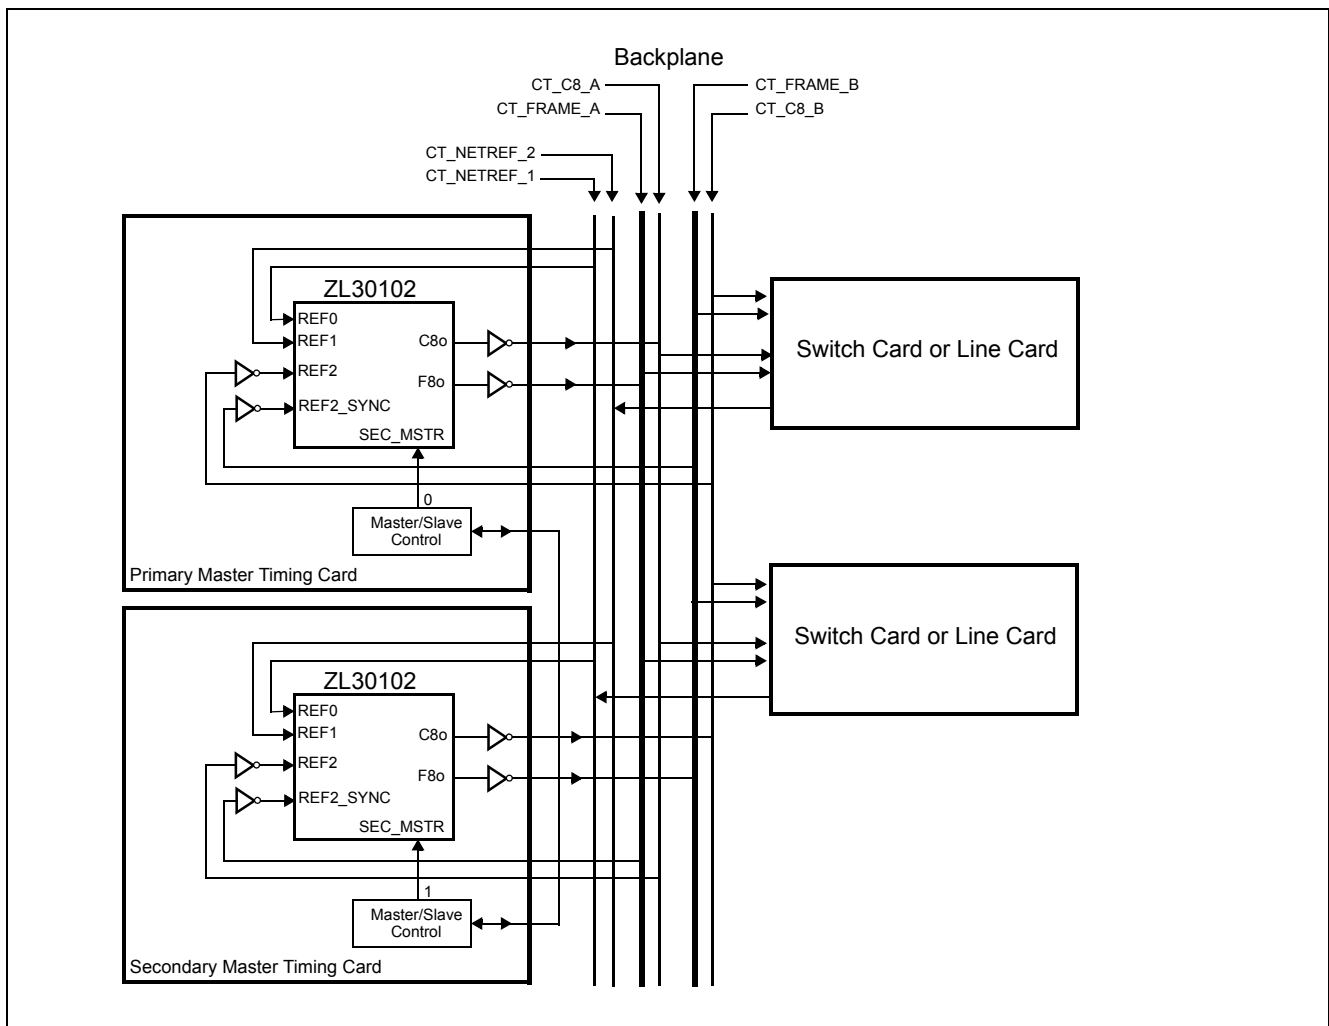 Backplane
CT_C8_A
CT_FRAME_B
CT_FRAME_A
CT_C8_B
CT_NETREF_2
CT_NETREF_1
ZL30102
REF0
REF1
C8o
REF2
F8o
REF2_SYNC
SEC_MSTR
0
Master/Slave
Control
Primary Master Timing Card
Switch Card or Line Card
ZL30102
REF0
REF1
C8o
REF2
F8o
REF2_SYNC
SEC_MSTR
1
Master/Slave
Control
Secondary Master Timing Card
Switch Card or Line Card